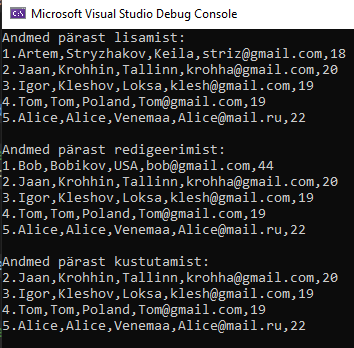 Microsoft Visual Studio Debug Console
Andmed pärast lisamist:
1.Artem,Stryzhakov,Keila,striz@gmail.com,18
2.Jaan,Krohhin,Tallinn,krohha@gmail.com,20
3.Igor,Kleshov,Loksa,klesh@gmail.com,19
4.Tom,Tom,Poland,Tom@gmail.com,19
5.Alice,Alice,Venemaa,Alice@mail.ru,22
Andmed pärast redigeerimist:
1.Bob,Bobikov,USA,bob@gmail.com,44
2.Jaan,Krohhin,Tallinn,krohha@gmail.com,20
3.Igor,Kleshov,Loksa,klesh@gmail.com,19
4.Tom,Tom,Poland,Tom@gmail.com,19
5.Alice,Alice,Venemaa,Alice@mail.ru,22
Andmed pärast kustutamist:
2.Jaan,Krohhin,Tallinn,krohha@gmail.com,20
3.Igor,Kleshov,Loksa,klesh@gmail.com,19
4.Tom,Tom,Poland,Tom@gmail.com,19
5.Alice,Alice,Venemaa,Alice@mail.ru,22